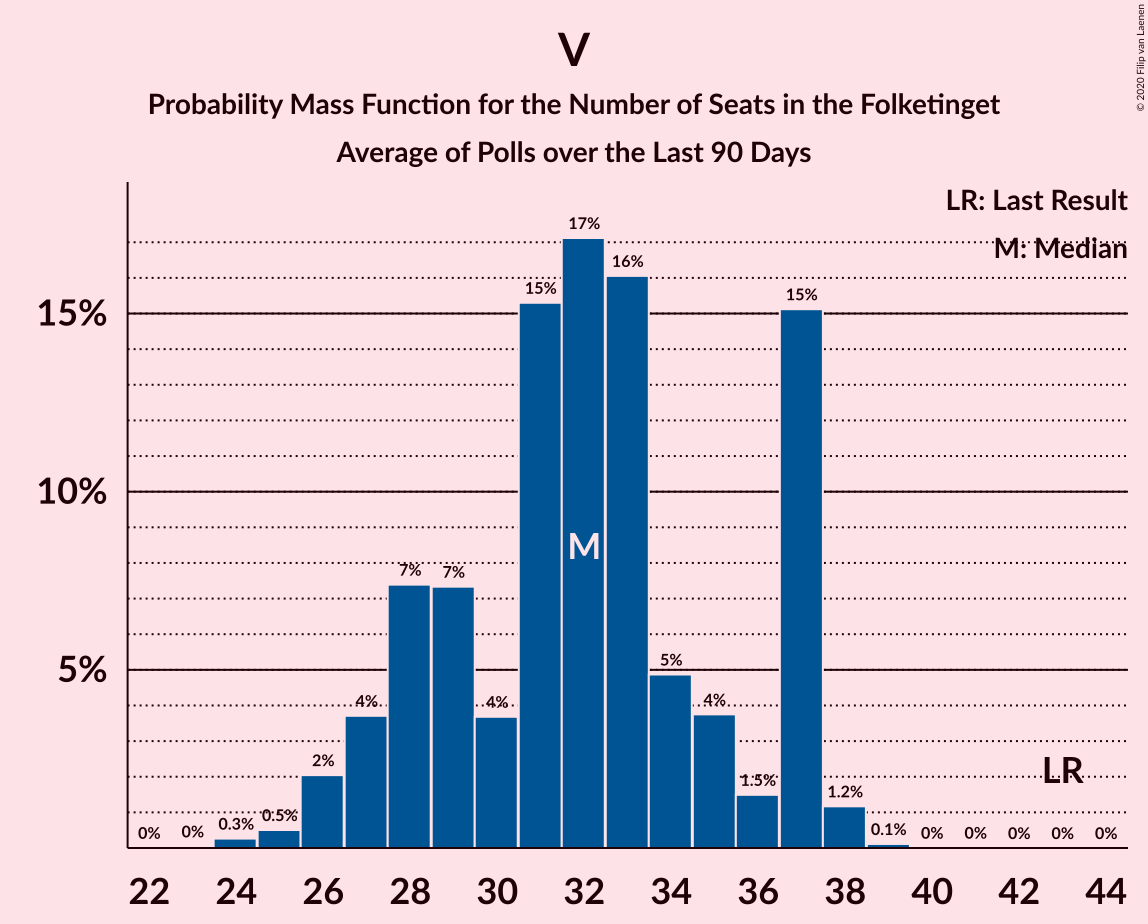 © 2020 Filip van Laenen
V
Probability Mass Function for the Number of Seats in the Folketinget
Average of Polls over the Last 90 Days
LR: Last Result
M: Median
15%
10%
5%
0%
0%
0.3%
0.5%
2%
4%
7%
7%
4%
15%
17%
16%
5%
4%
1.5%
15%
1.2%
0.1%
0%
0%
0%
0%
0%
M
LR
22 24 26 28 30 32 34 36 38 40 42 44